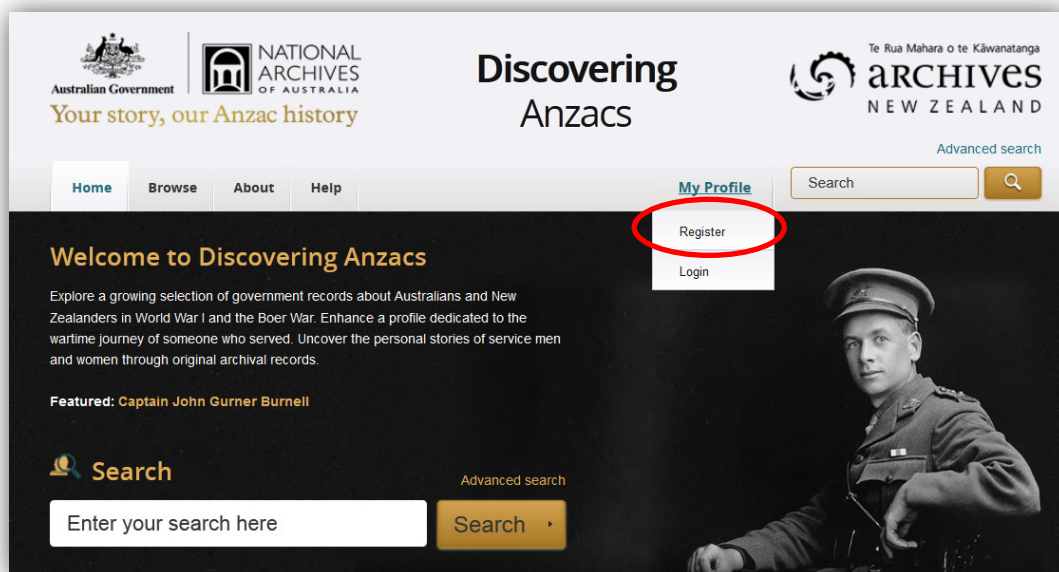 Australian Government
NATIONAL
ARCHIVES
OF AUSTRALIA
Your story, our Anzac history
Discovering
Anzacs
Te Rua Mahara o te Kāwanatanga
ARCHIVES
NEW ZEALAND
Advanced search
Home Browse About Help
My Profile
Search
Register
Login
Welcome to Discovering Anzacs
Explore a growing selection of government records about Australians and New
Zealanders in World War I and the Boer War. Enhance a profile dedicated to the
wartime journey of someone who served. Uncover the personal stories of service men
and women through original archival records.
Featured: Captain John Gurner Burnell
Search
Advanced search
Enter your search here
Search